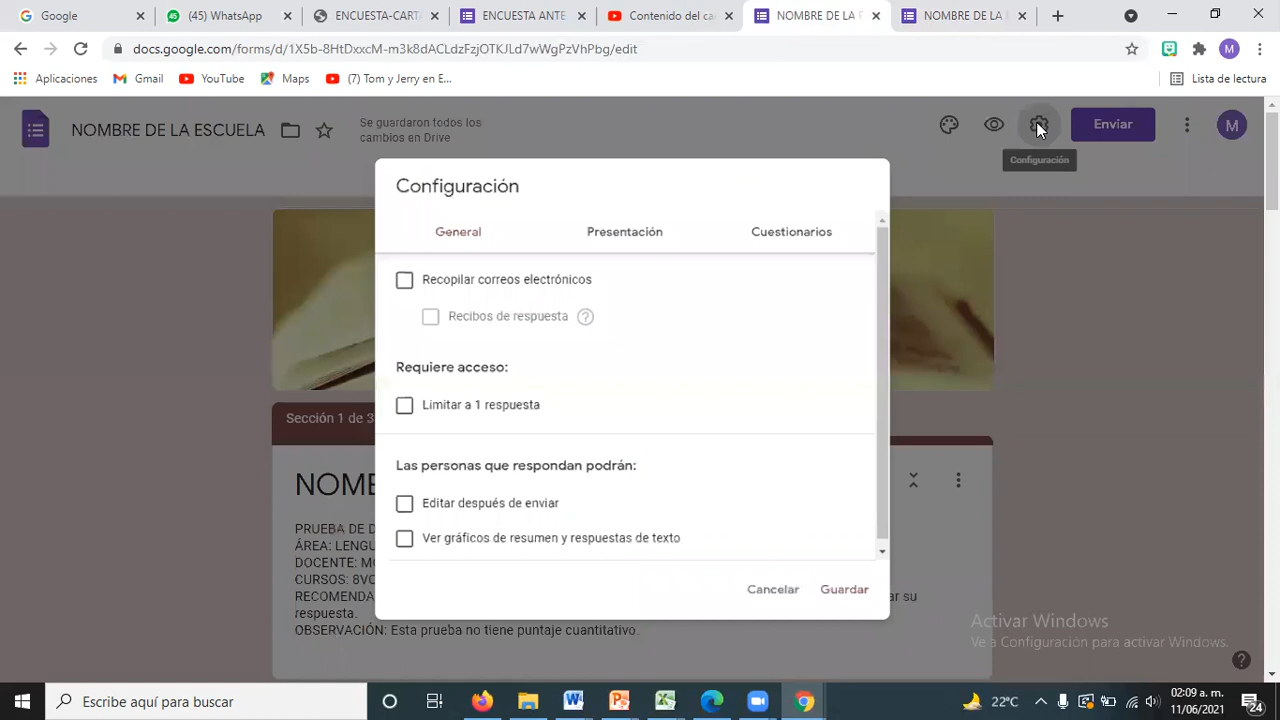 Google
(45) WhatsApp
ENCUESTA-CARTA
ENCUESTA ANTE
Contenido del ca
NOMBRE DE LA
NOMBRE DE LA
docs.google.com/forms/d/1X5b-8HtDxxcM-m3k8dACLdzFzjOTKJLd7wWgPzVhPbg/edit
M
Aplicaciones
Gmail
YouTube
Maps
(7) Tom y Jerry en E...
Lista de lectura
NOMBRE DE LA ESCUELA
Se guardaron todos los
cambios en Drive
Enviar
M
Configuración
Configuración
General
Presentación
Cuestionarios
Recopilar correos electrónicos
Recibos de respuesta
?
Requiere acceso:
Limitar a 1 respuesta
Sección 1 de 3
Las personas que respondan podrán:
NOM
Editar después de enviar
PRUEBA DE
ÁREA:
Ver gráficos de resumen y respuestas de texto
DOCENTE:
CURSOS: 8VO
Cancelar
Guardar
ar su
respuesta.
OBSERVACIÓN: Esta prueba no tiene puntaje cuantitativo.
Activar Windows
Ve a Configuración para activar Windows.
?
Escribe aquí para buscar
22°C
02:09 a. m.
11/06/2021
24